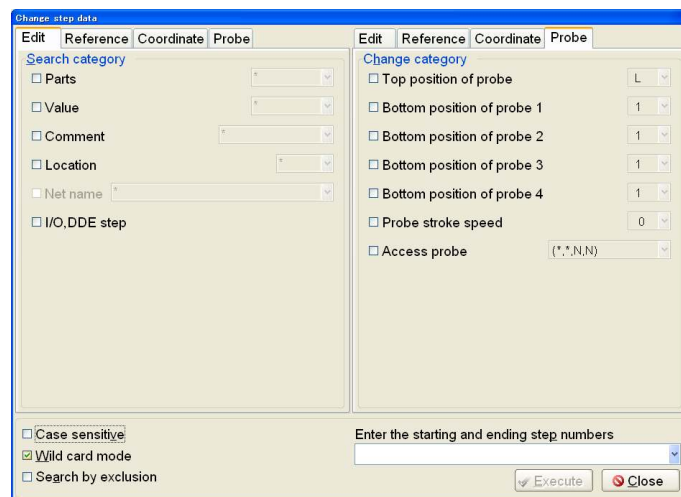 Change step data
Edit Reference Coordinate Probe
Search category
Parts *
Value *
Comment *
Location *
Net name *
I/O,DDE step
Edit Reference Coordinate Probe
Change category
Top position of probe L
Bottom position of probe 1 1
Bottom position of probe 2 1
Bottom position of probe 3 1
Bottom position of probe 4 1
Probe stroke speed 0
Access probe (*,*,N,N)
Case sensitive
Wild card mode
Search by exclusion
Enter the starting and ending step numbers
Execute Close